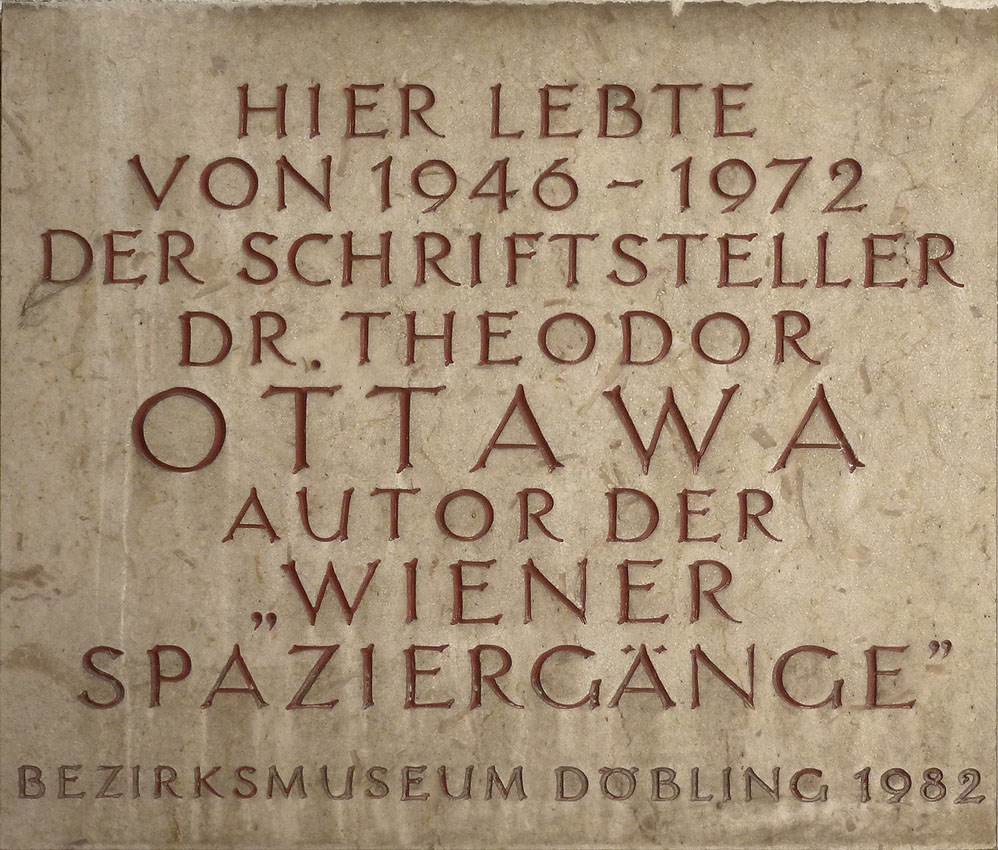 HIER LEBTE
VON 1946 - 1972
DER SCHRIFTSTELLER
DR. THEODOR
OTTAWA
AUTOR DER
„WIENER
SPAZIERGÄNGE”
BEZIRKSMUSEUM DÖBLING 1982